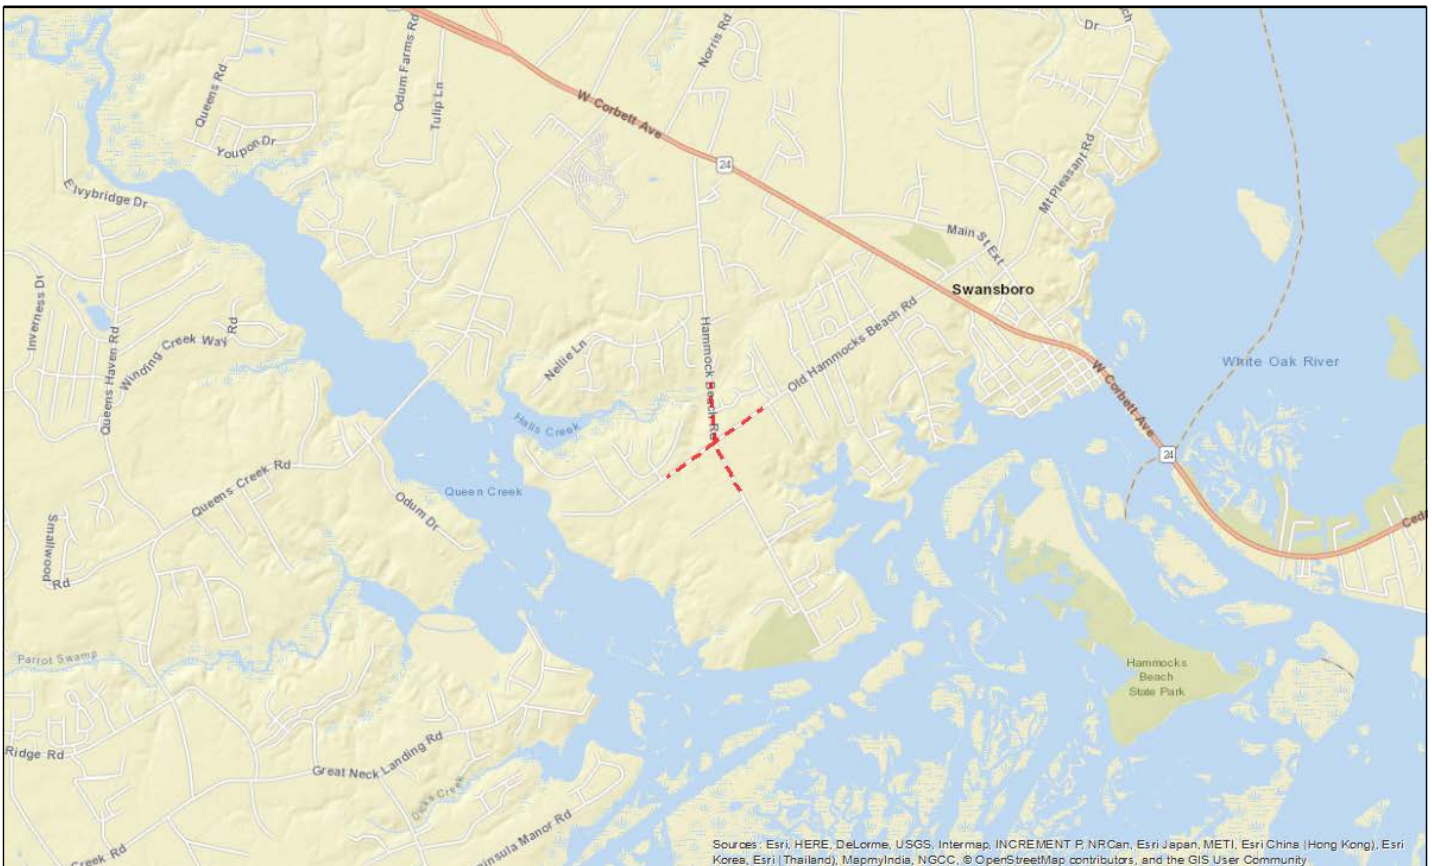 Dr
Norris Rd
Odum Farms Rd
Queens Rd
Tulip Ln
W Corbett Ave
24
Youpon Dr
Mt Pleasant Rd
E Ivybridge Dr
Main St Ext
Swansboro
Inverness Dr
Queens Haven Rd
Winding Creek Way
Rd
Hammock Beach Rd
Old Hammocks Beach Rd
Nellie Ln
White Oak River
W Corbett Ave
Halls Creek
24
Queens Creek Rd
Queen Creek
Odum Dr
Smallwood
Rd
Parrot Swamp
Hammocks
Beach
State Park
Ridge Rd
Great Neck Landing Rd
Creek Rd
Sources: Esri, HERE, DeLorme, USGS, Intermap, INCREMENT P, NRCan, Esri Japan, METI, Esri China (Hong Kong), Esri
Korea, Esri (Thailand), MapmyIndia, NGCC, © OpenStreetMap contributors, and the GIS User Community